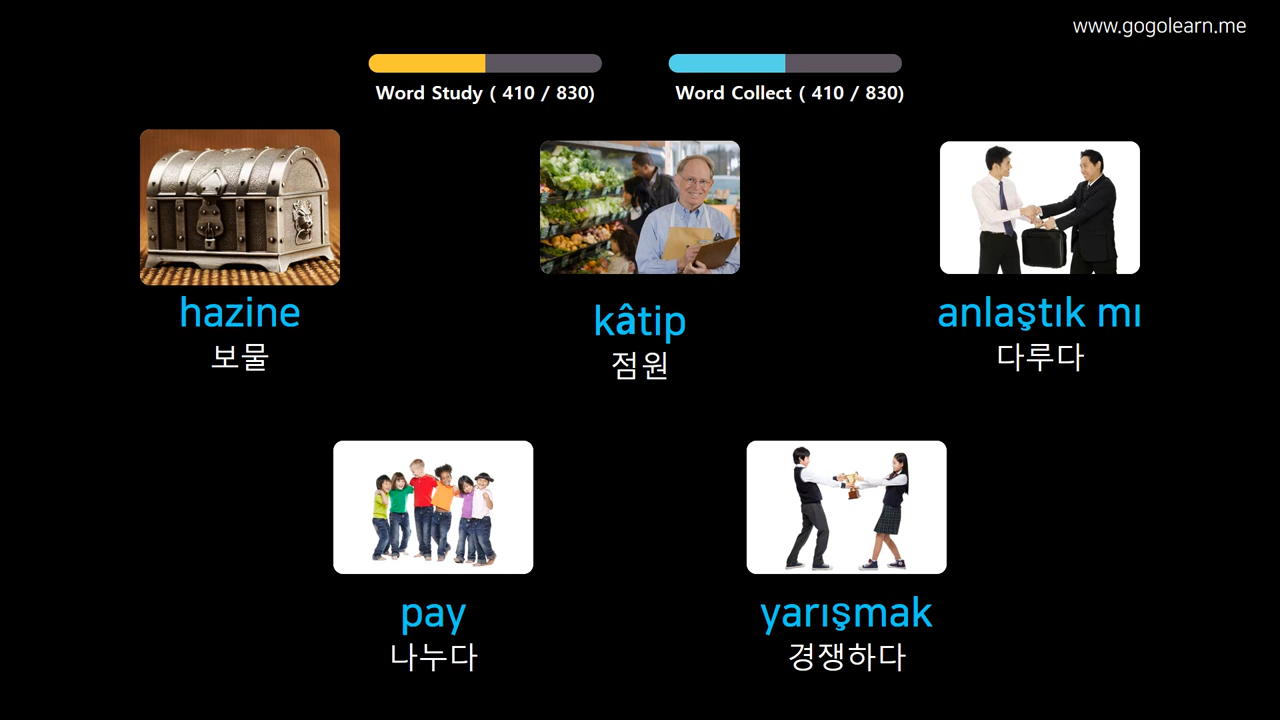 www.gogolearn.me
Word Study ( 410 / 830)
Word Collect ( 410 / 830)
hazine
보물
kâtip
점원
anlaştık mı
다루다
pay
나누다
yarışmak
경쟁하다